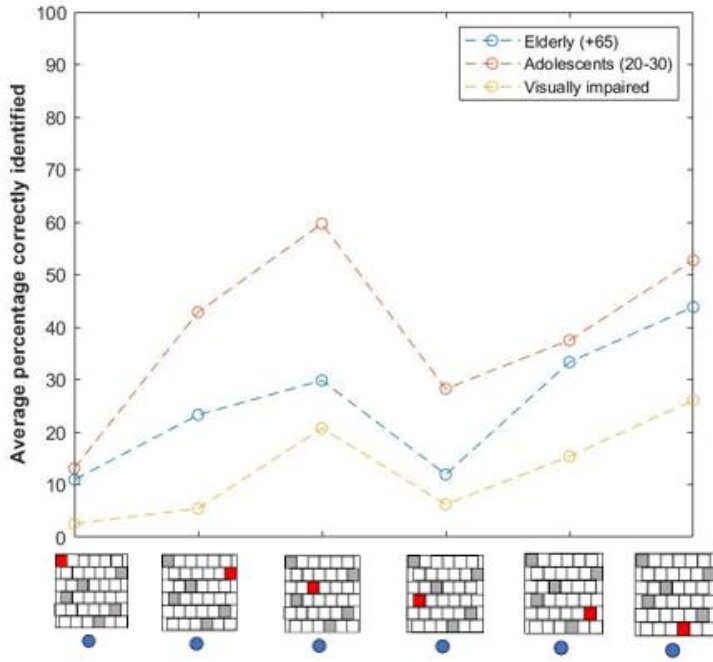 Average percentage correctly identified
100
90
80
70
60
50
40
30
20
10
0
Elderly (+65)
Adolescents (20-30)
Visually impaired